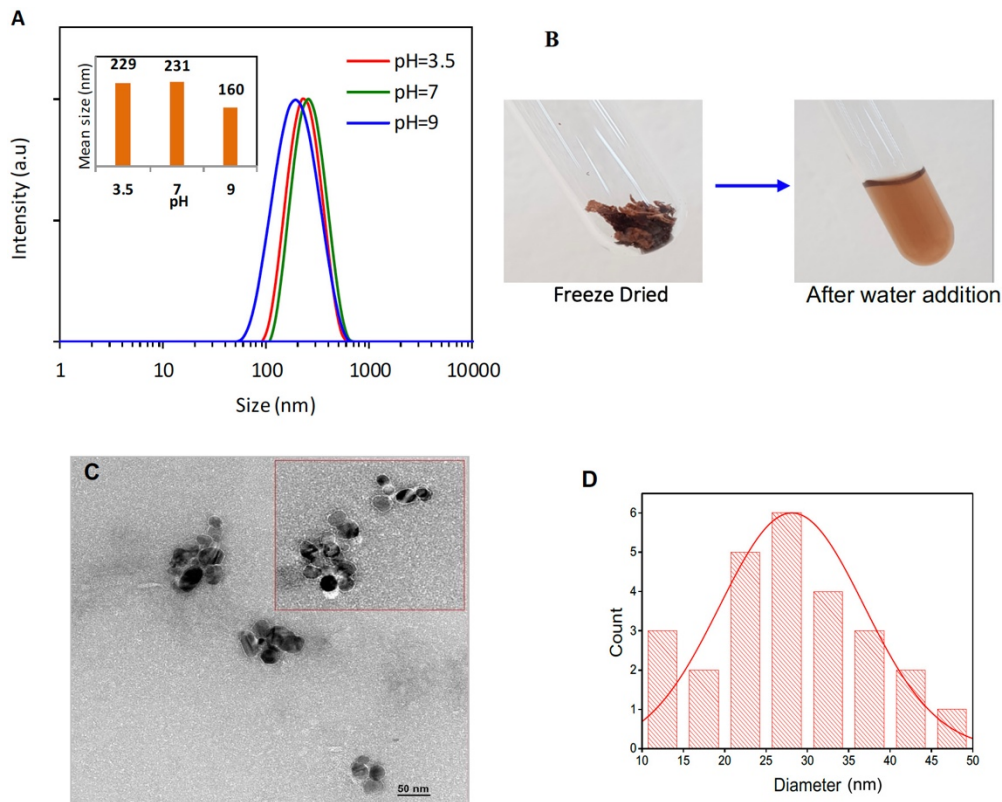 A
229
231
160
Mean size (nm)
3.5
7
9
pH
pH=3.5
pH=7
pH=9
Intensity (a.u)
1
10
100
1000
10000
Size (nm)
B
Freeze Dried
After water addition
C
50 nm
D
6
5
4
3
2
1
0
Count
10
15
20
25
30
35
40
45
50
Diameter (nm)